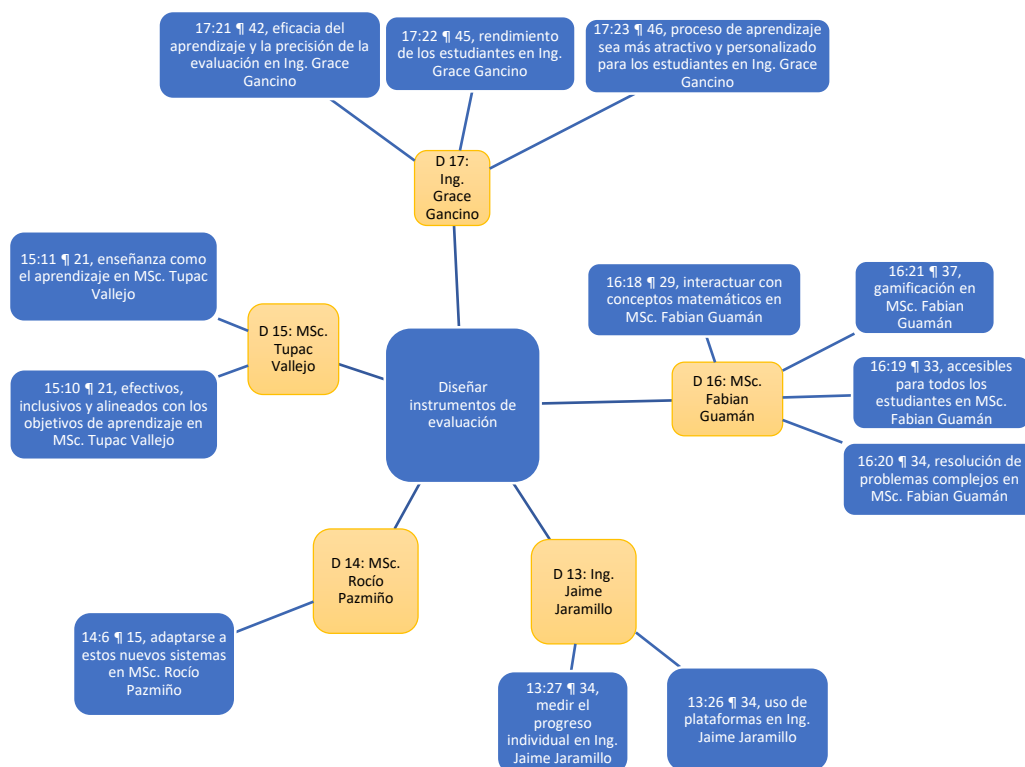 17:21 ¶ 42, eficacia del
aprendizaje y la precisión de la
evaluación en Ing. Grace
Gancino
17:22 ¶ 45, rendimiento
de los estudiantes en Ing.
Grace Gancino
17:23 ¶ 46, proceso de aprendizaje
sea más atractivo y personalizado
para los estudiantes en Ing. Grace
Gancino
D 17:
Ing.
Grace
Gancino
15:11 ¶ 21, enseñanza como
el aprendizaje en MSc. Tupac
Vallejo
D 15: MSc.
Tupac
Vallejo
15:10 ¶ 21, efectivos,
inclusivos y alineados con los
objetivos de aprendizaje en
MSc. Tupac Vallejo
Diseñar
instrumentos de
evaluación
16:18 ¶ 29, interactuar con
conceptos matemáticos en
MSc. Fabian Guamán
16:21 ¶ 37,
gamificación en
MSc. Fabian
Guamán
D 16: MSc.
Fabian
Guamán
16:19 ¶ 33, accesibles
para todos los
estudiantes en MSc.
Fabian Guamán
16:20 ¶ 34, resolución de
problemas complejos en
MSc. Fabian Guamán
D 14: MSc.
Rocío
Pazmiño
D 13: Ing.
Jaime
Jaramillo
14:6 ¶ 15, adaptarse a
estos nuevos sistemas
en MSc. Rocío
Pazmiño
13:27 ¶ 34,
medir el
progreso
individual en Ing.
Jaime Jaramillo
13:26 ¶ 34, uso de
plataformas en Ing.
Jaime Jaramillo